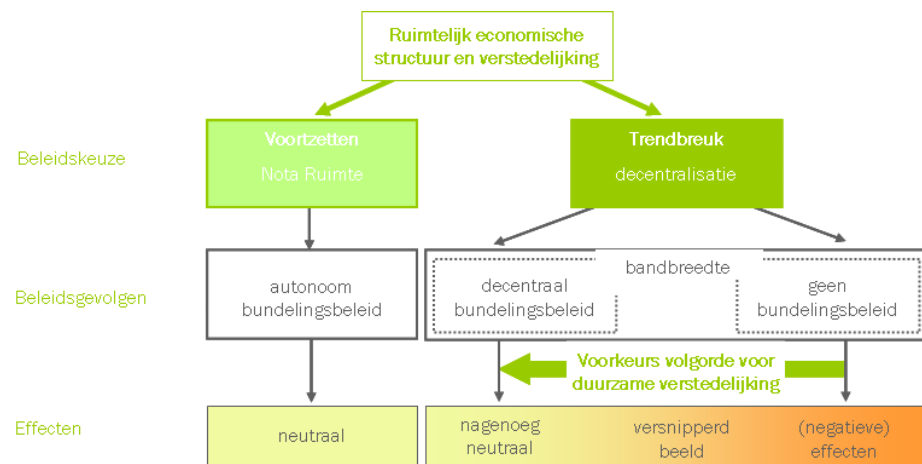 Ruimtelijk economische
structuur en verstedelijking
Beleidskeuze
Voortzetten
Nota Ruimte
Trendbreuk
decentralisatie
Beleidsgevolgen
autonoom
bundelingsbeleid
decentraal
bundelingsbeleid
bandbreedte
geen
bundelingsbeleid
Voorkeurs volgorde voor
duurzame verstedelijking
Effecten
neutraal
nagenoeg
neutraal
versnipperd
beeld
(negatieve)
effecten